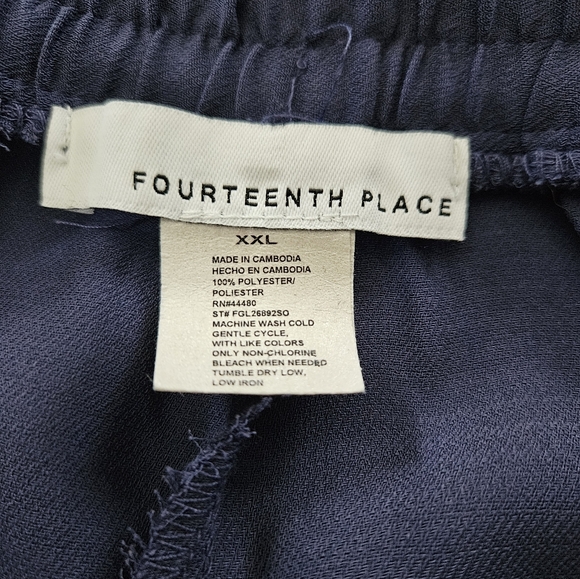 FOURTEENTH PLACE
XXL
MADE IN CAMBODIA
HECHO EN CAMBODIA
100% POLYESTER/
POLIESTER
RN#44480
ST# FGL26892SO
MACHINE WASH COLD
GENTLE CYCLE,
WITH LIKE COLORS
ONLY NON-CHLORINE
BLEACH WHEN NEEDED
TUMBLE DRY LOW,
LOW IRON